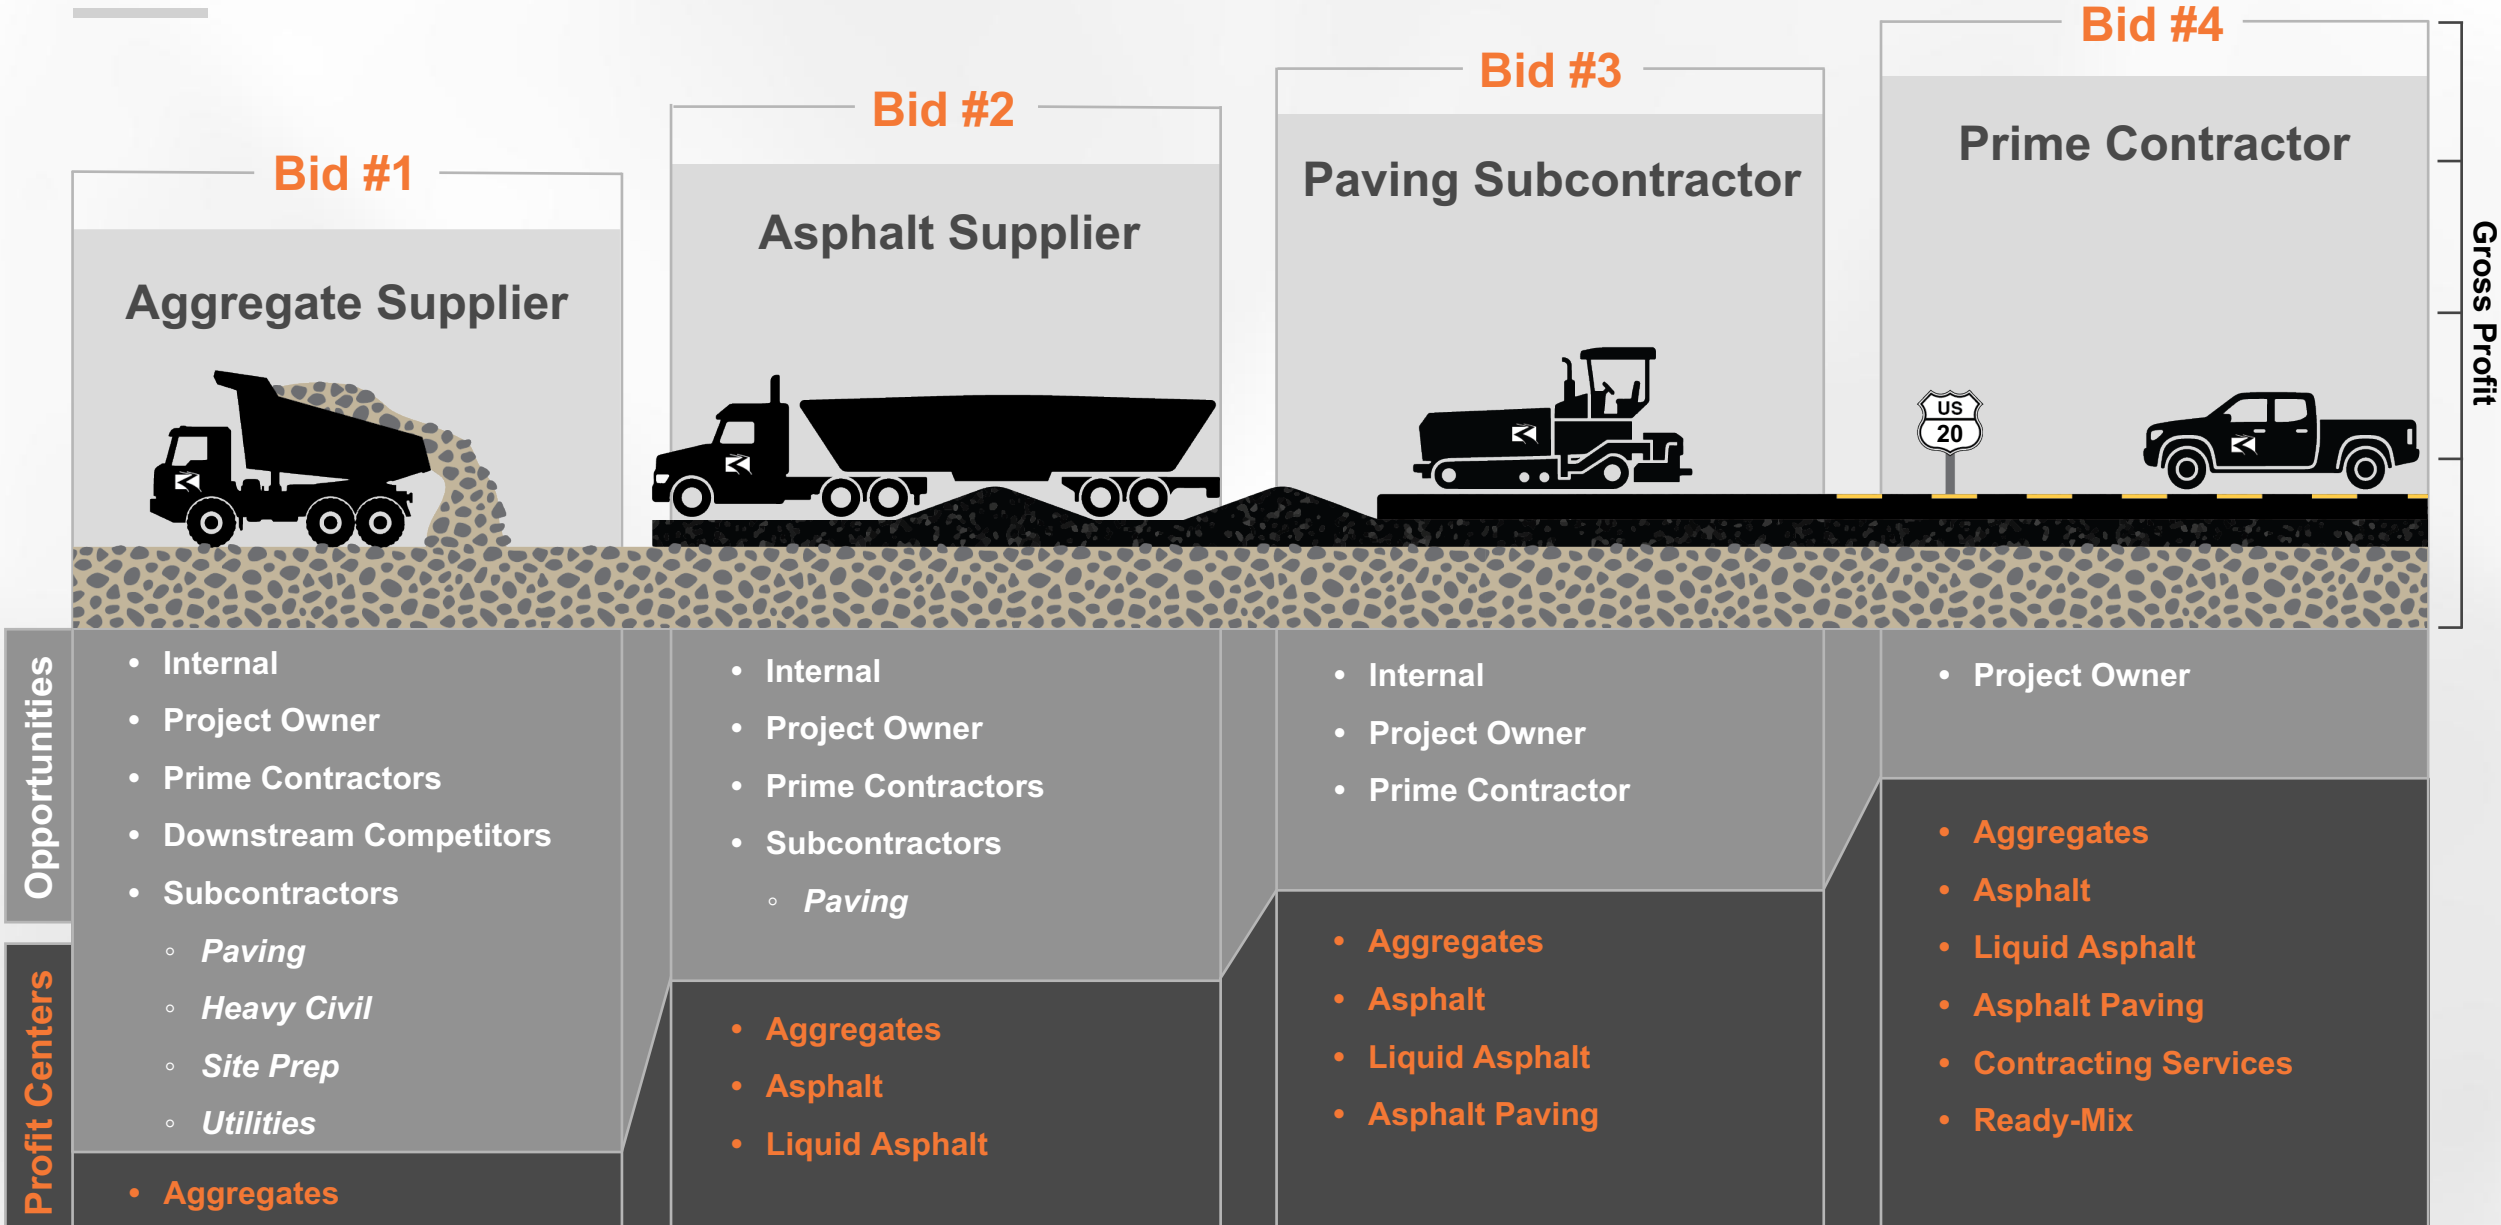 Bid #1
Aggregate Supplier
Bid #2
Asphalt Supplier
Bid #3
Paving Subcontractor
Bid #4
Prime Contractor
US
20
Gross Profit
Opportunities
• Internal
• Project Owner
• Prime Contractors
• Downstream Competitors
• Subcontractors
◦ Paving
◦ Heavy Civil
◦ Site Prep
◦ Utilities
• Internal
• Project Owner
• Prime Contractors
• Subcontractors
◦ Paving
• Internal
• Project Owner
• Prime Contractor
• Project Owner
Profit Centers
• Aggregates
• Aggregates
• Asphalt
• Liquid Asphalt
• Aggregates
• Asphalt
• Liquid Asphalt
• Asphalt Paving
• Aggregates
• Asphalt
• Liquid Asphalt
• Asphalt Paving
• Contracting Services
• Ready-Mix